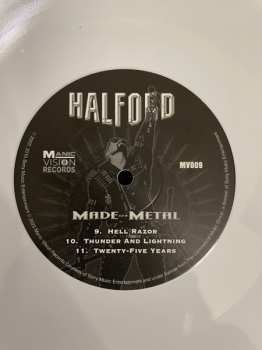 HALFORD
MANIC
VISION
RECORDS
MV009
MADE OF METAL
9. HELL RAZOR
10. THUNDER AND LIGHTNING
11. TWENTY-FIVE YEARS